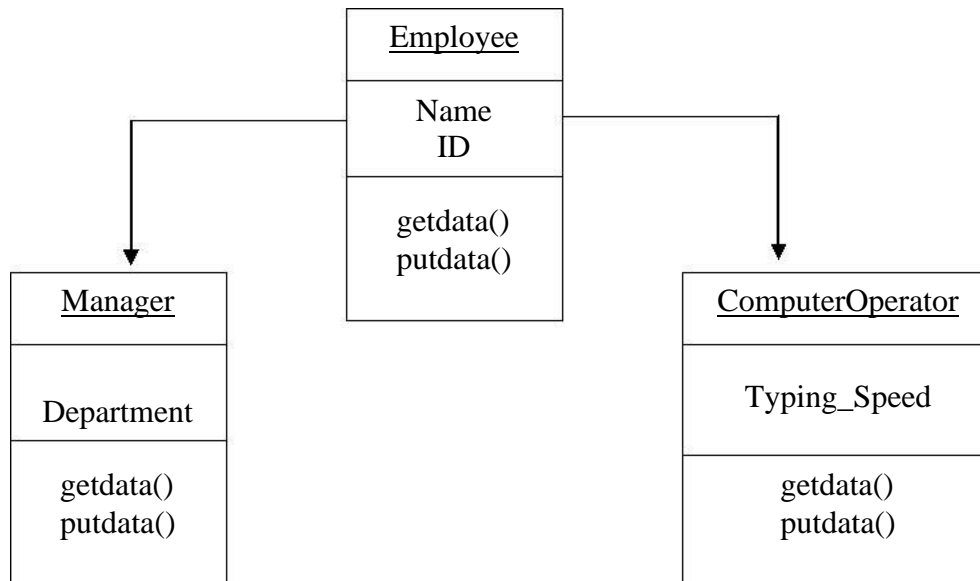 Employee
Name
ID
getdata()
putdata()
Manager
Department
getdata()
putdata()
ComputerOperator
Typing_Speed
getdata()
putdata()